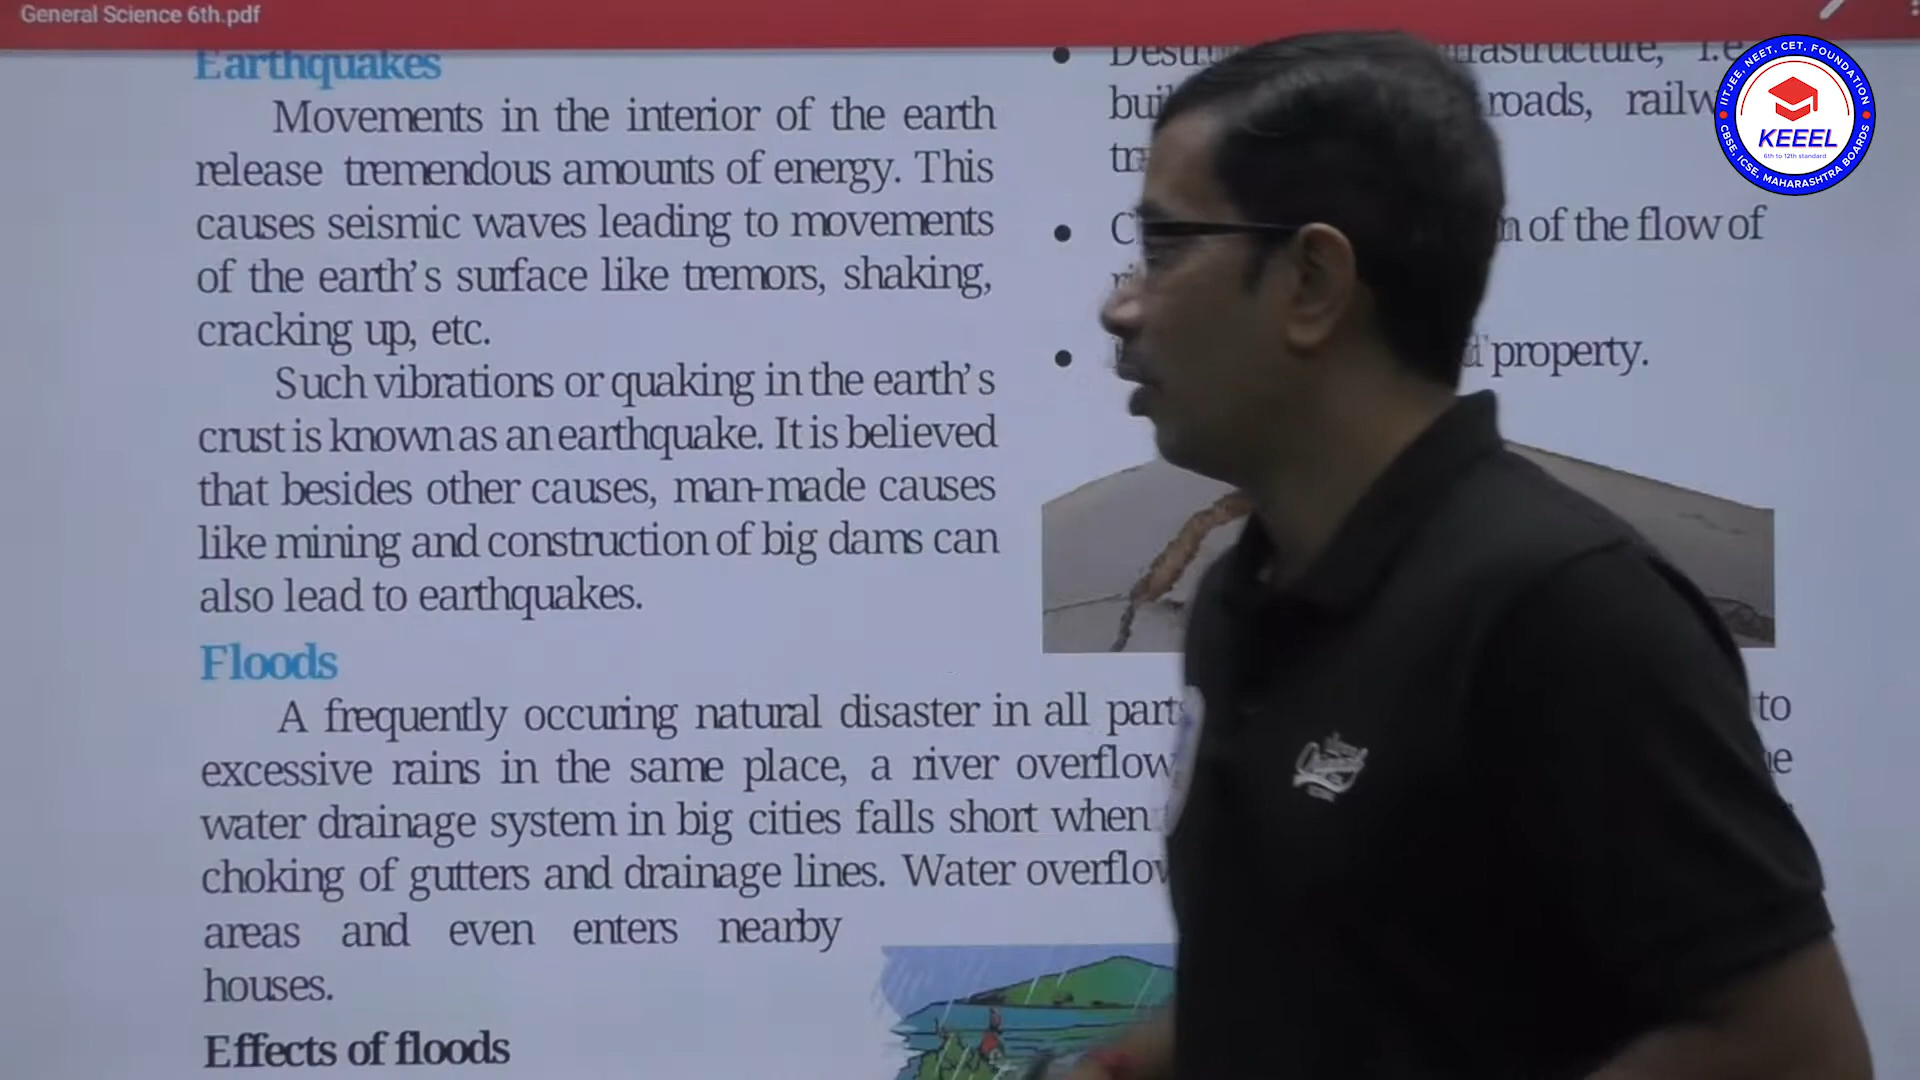 General Science 6th.pdf
Earthquakes
Movements in the interior of the earth
release tremendous amounts of energy. This
causes seismic waves leading to movements
of the earth's surface like tremors, shaking,
cracking up, etc.
Such vibrations or quaking in the earth's
crust is known as an earthquake. It is believed
that besides other causes, man-made causes
like mining and construction of big dams can
also lead to earthquakes.
i.e.
roads,
of the flow of
property.
Floods
A frequently occuring natural disaster in all
to
excessive rains in the same place, a river
water drainage system in big cities falls short when
choking of gutters and drainage lines. Water
areas and even enters nearby
houses.
Effects of floods
IITJEE, NEET, CET, FOUNDATION
KEEEL
6th to 12th standard
CBSE, ICSE, MAHARASHTRA BOARDS